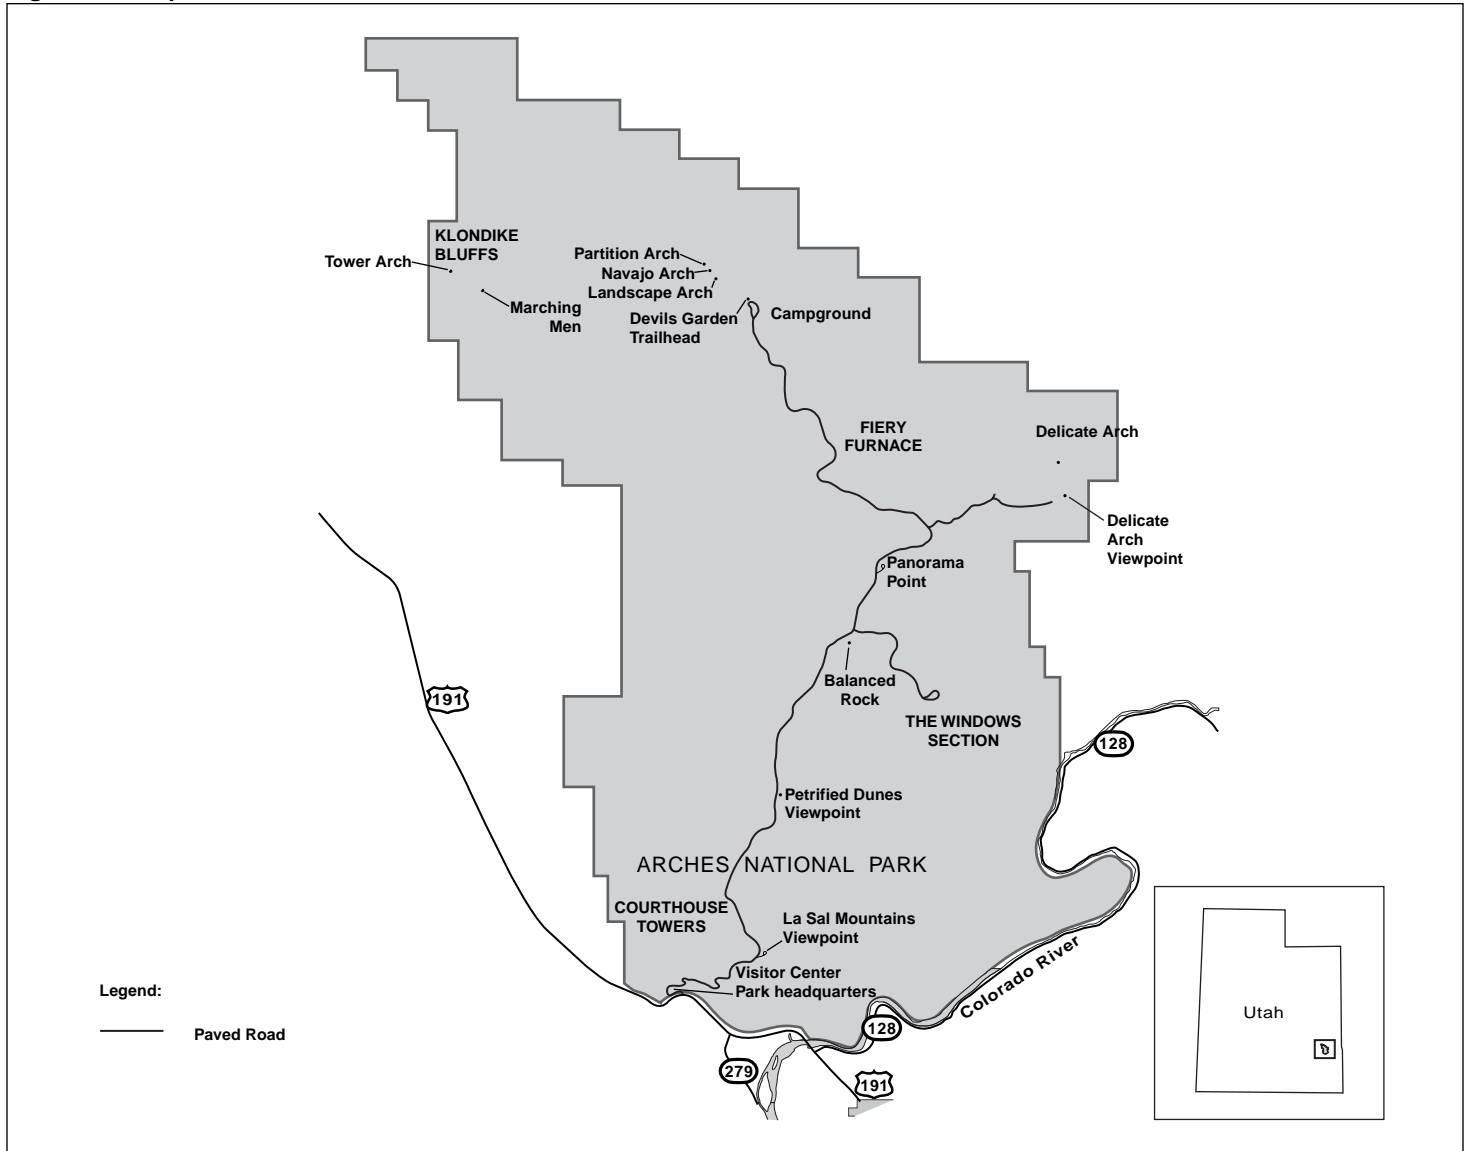 KLONDIKE
BLUFFS
Tower Arch
Marching
Men
Partition Arch
Navajo Arch
Landscape Arch
Devils Garden
Trailhead
Campground
FIERY
FURNACE
Delicate Arch
Delicate
Arch
Viewpoint
Panorama
Point
Balanced
Rock
THE WINDOWS
SECTION
191
128
Petrified Dunes
Viewpoint
ARCHES NATIONAL PARK
COURTHOUSE
TOWERS
La Sal Mountains
Viewpoint
Visitor Center
Park headquarters
Colorado River
128
279
191
Legend:
Paved Road
Utah